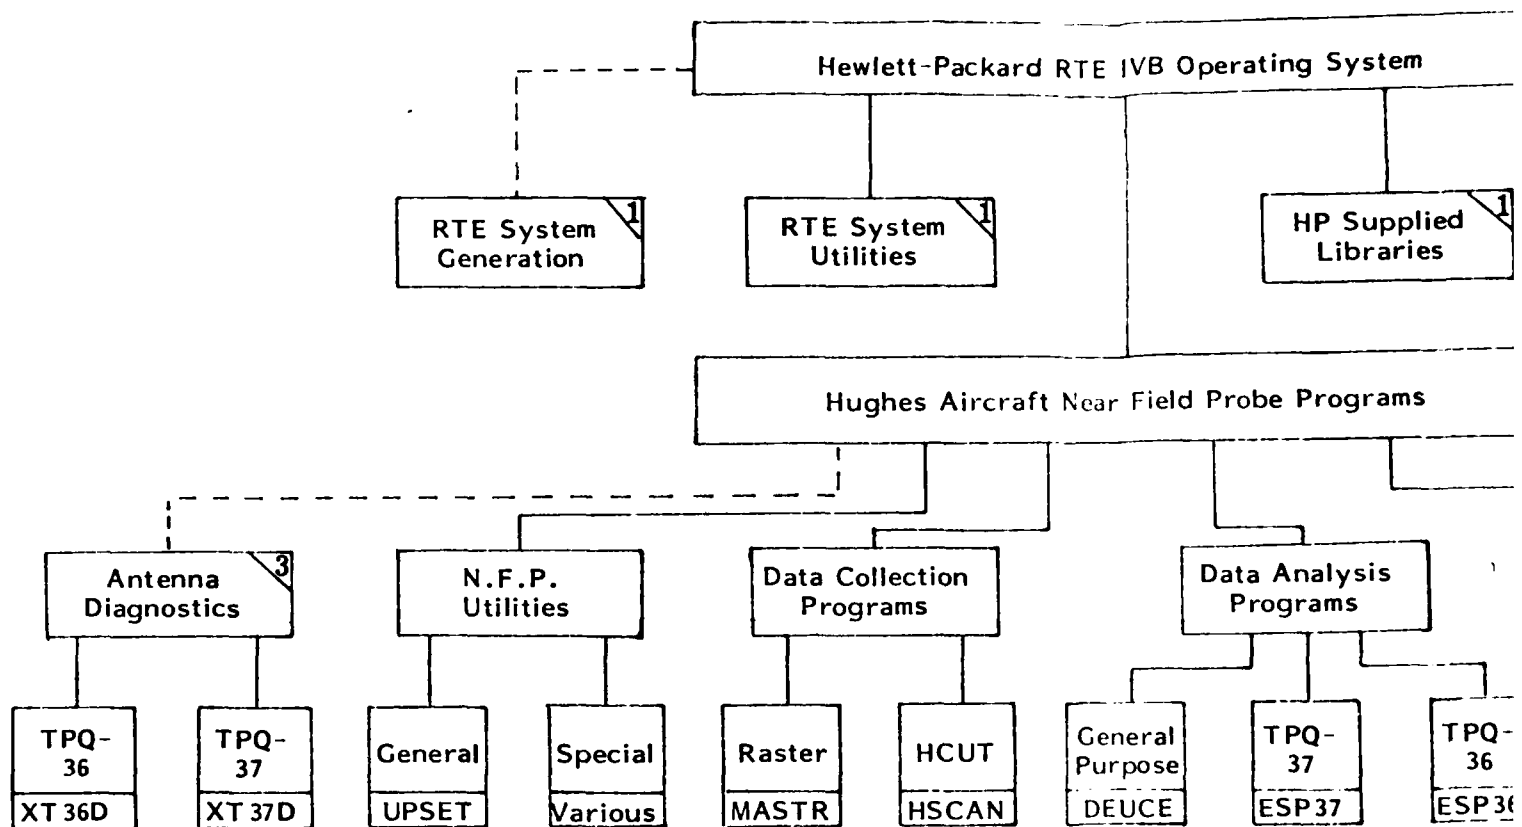 Hewlett-Packard RTE IVB Operating System
1
RTE System
Generation
1
RTE System
Utilities
1
HP Supplied
Libraries
Hughes Aircraft Near Field Probe Programs
3
Antenna
Diagnostics
N.F.P.
Utilities
Data Collection
Programs
Data Analysis
Programs
TPQ-
36
XT36D
TPQ-
37
XT37D
General
UPSET
Special
Various
Raster
MASTR
HCUT
HSCAN
General
Purpose
DEUCE
TPQ-
37
ESP37
TPQ-
36
ESP36